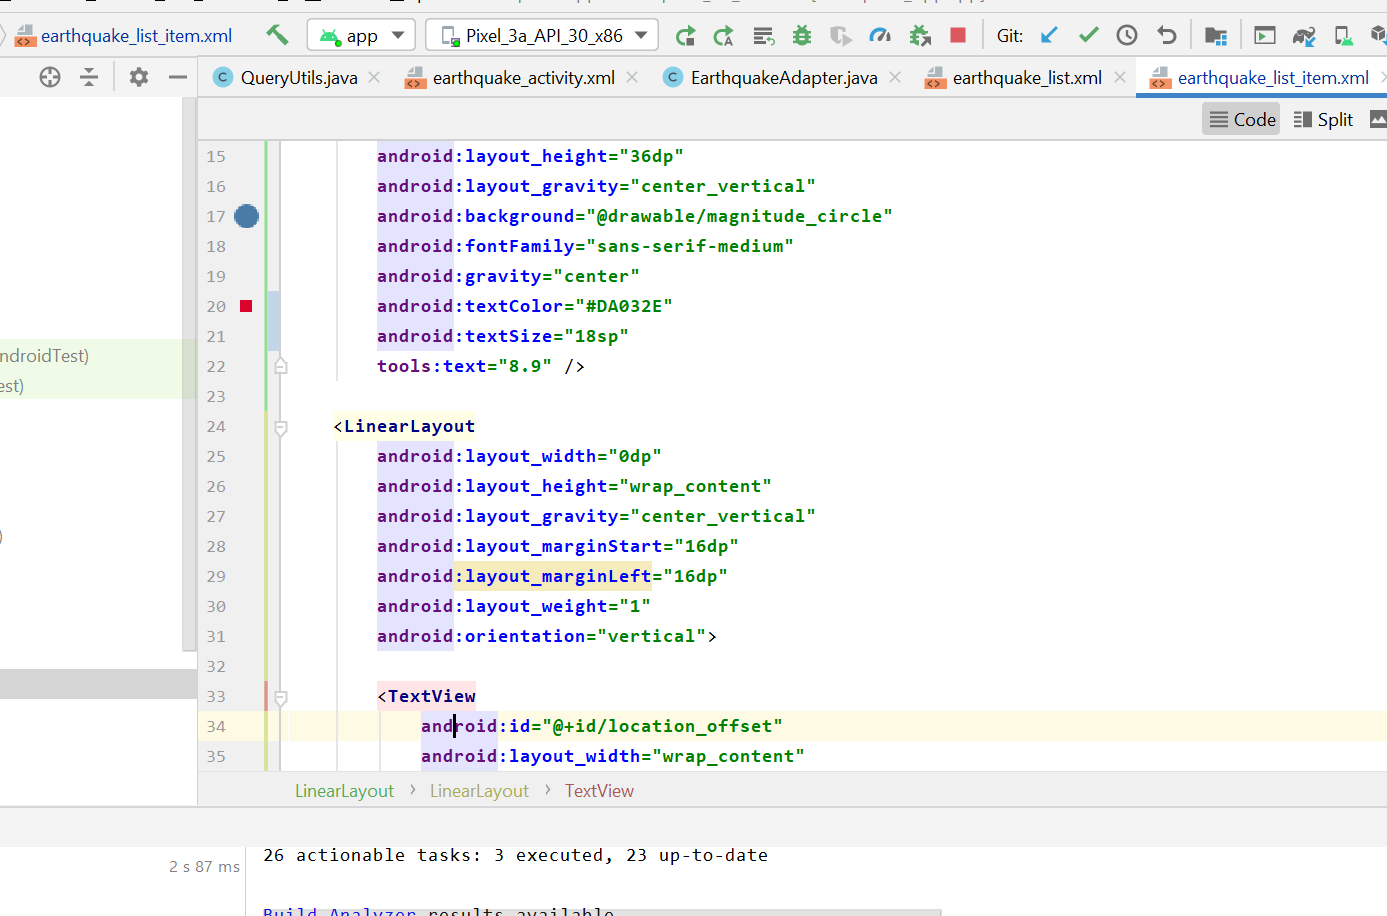 earthquake_list_item.xml
app
Pixel_3a_API_30_x86
Git:
QueryUtils.java
earthquake_activity.xml
EarthquakeAdapter.java
earthquake_list.xml
earthquake_list_item.xml
Code
Split
15 android:layout_height="36dp"
16 android:layout_gravity="center_vertical"
17 android:background="@drawable/magnitude_circle"
18 android:fontFamily="sans-serif-medium"
19 android:gravity="center"
20 android:textColor="#DA032E"
21 android:textSize="18sp"
22 tools:text="8.9" />
23
24 <LinearLayout
25 android:layout_width="0dp"
26 android:layout_height="wrap_content"
27 android:layout_gravity="center_vertical"
28 android:layout_marginStart="16dp"
29 android:layout_marginLeft="16dp"
30 android:layout_weight="1"
31 android:orientation="vertical">
32
33 <TextView
34 android:id="@+id/location_offset"
35 android:layout_width="wrap_content"
ndroidTest)
est)
)
LinearLayout > LinearLayout > TextView
2 s 87 ms
26 actionable tasks: 3 executed, 23 up-to-date
Build Analyzer results available